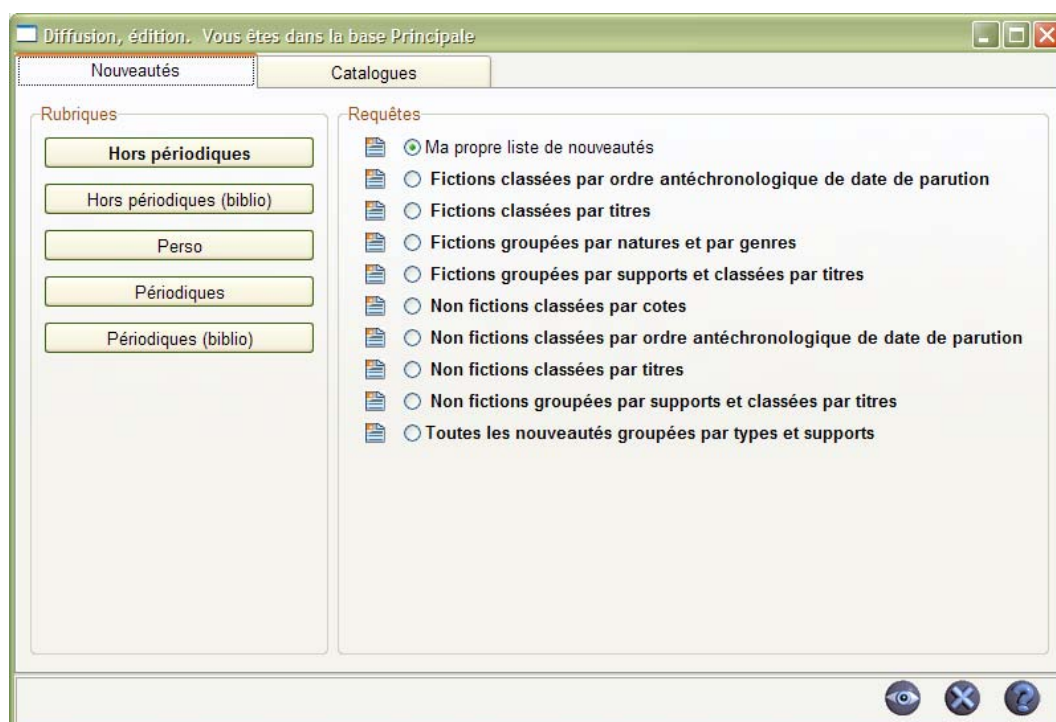 Diffusion, édition. Vous êtes dans la base Principale
Nouveautés
Catalogues
Rubriques
Hors périodiques
Hors périodiques (biblio)
Perso
Périodiques
Périodiques (biblio)
Requêtes
Ma propre liste de nouveautés
Fictions classées par ordre antéchronologique de date de parution
Fictions classées par titres
Fictions groupées par natures et par genres
Fictions groupées par supports et classées par titres
Non fictions classées par cotes
Non fictions classées par ordre antéchronologique de date de parution
Non fictions classées par titres
Non fictions groupées par supports et classées par titres
Toutes les nouveautés groupées par types et supports